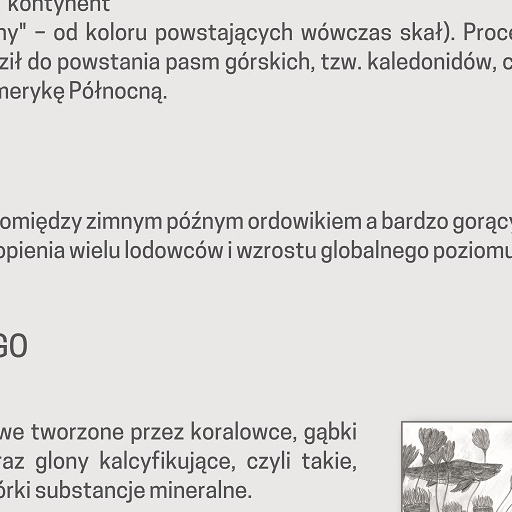 kontynent
ny" – od koloru powstających wówczas skał). Proce
ził do powstania pasm górskich, tzw. kaledonidów, c
merykę Północną.
omiędzy zimnym późnym ordowikiem a bardzo gorący
opienia wielu lodowców i wzrostu globalnego poziomu
GO
we tworzone przez koralowce, gąbki
raz glony kalcyfikujące, czyli takie,
órki substancje mineralne.